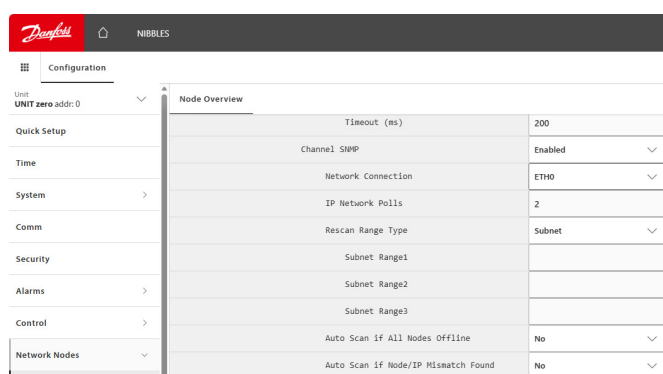 Danfoss NIBBLES
Configuration
Unit
UNIT zero addr: 0
Quick Setup
Time
System
Comm
Security
Alarms
Control
Network Nodes
Node Overview
Timeout (ms) 200
Channel SNMP Enabled
Network Connection ETH0
IP Network Polls 2
Rescan Range Type Subnet
Subnet Range1
Subnet Range2
Subnet Range3
Auto Scan if All Nodes Offline No
Auto Scan if Node/IP Mismatch Found No